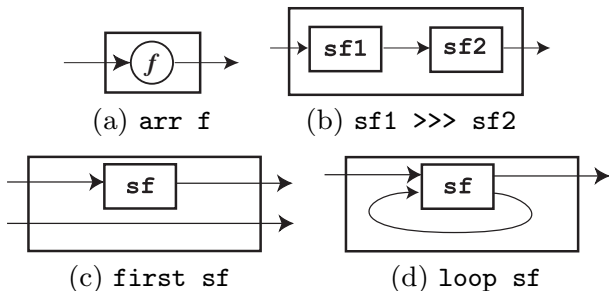 f
sf1 sf2
(a) arr f
(b) sf1 >>> sf2
sf
sf
(c) first sf
(d) loop sf